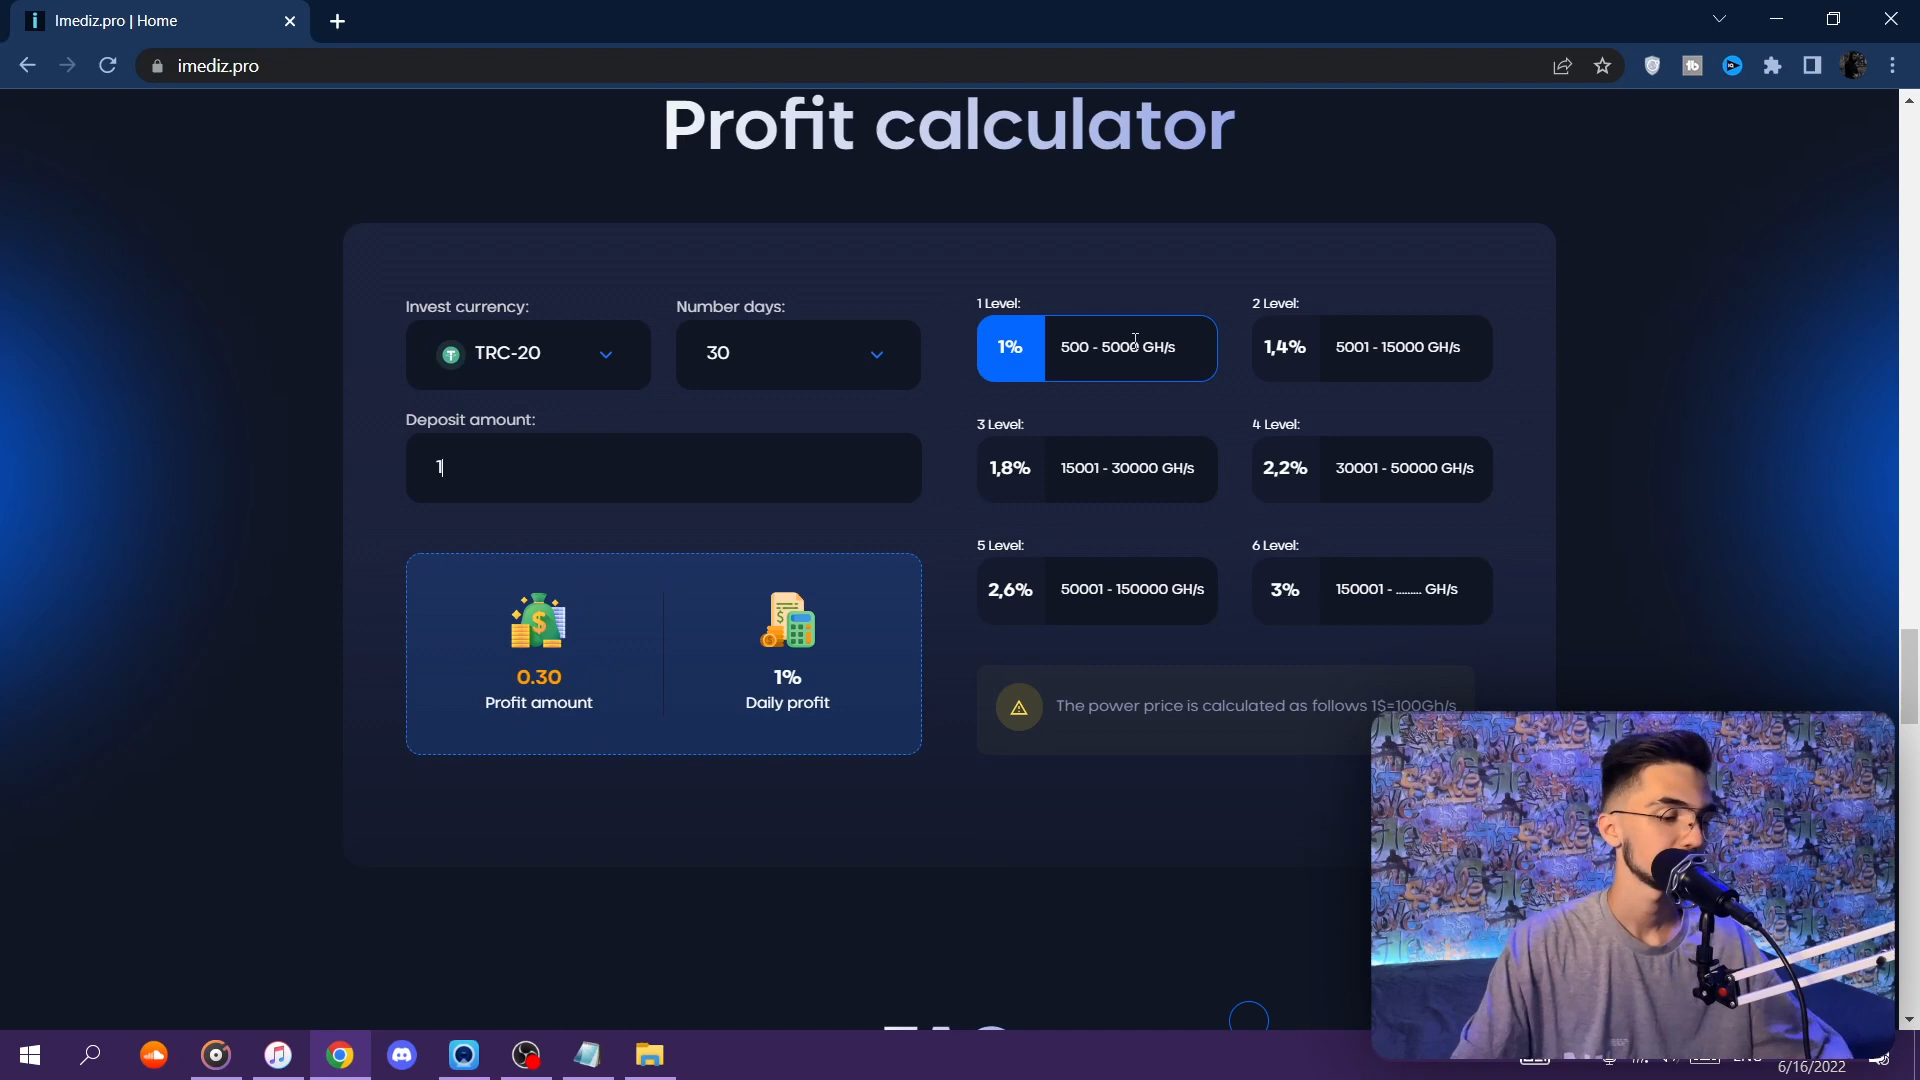 Imediz.pro | Home
imediz.pro
Profit calculator
Invest currency:
TRC-20
Number days:
30
Deposit amount:
1
0.30
Profit amount
1%
Daily profit
1 Level:
1%
500 - 5000 GH/s
2 Level:
1,4%
5001 - 15000 GH/s
3 Level:
1,8%
15001 - 30000 GH/s
4 Level:
2,2%
30001 - 50000 GH/s
5 Level:
2,6%
50001 - 150000 GH/s
6 Level:
3%
150001 - ......... GH/s
The power price is calculated as follows 1$=100Gh/s
6/16/2022